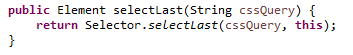 public Element selectLast(String cssQuery) {
    return Selector.selectLast(cssQuery, this);
}